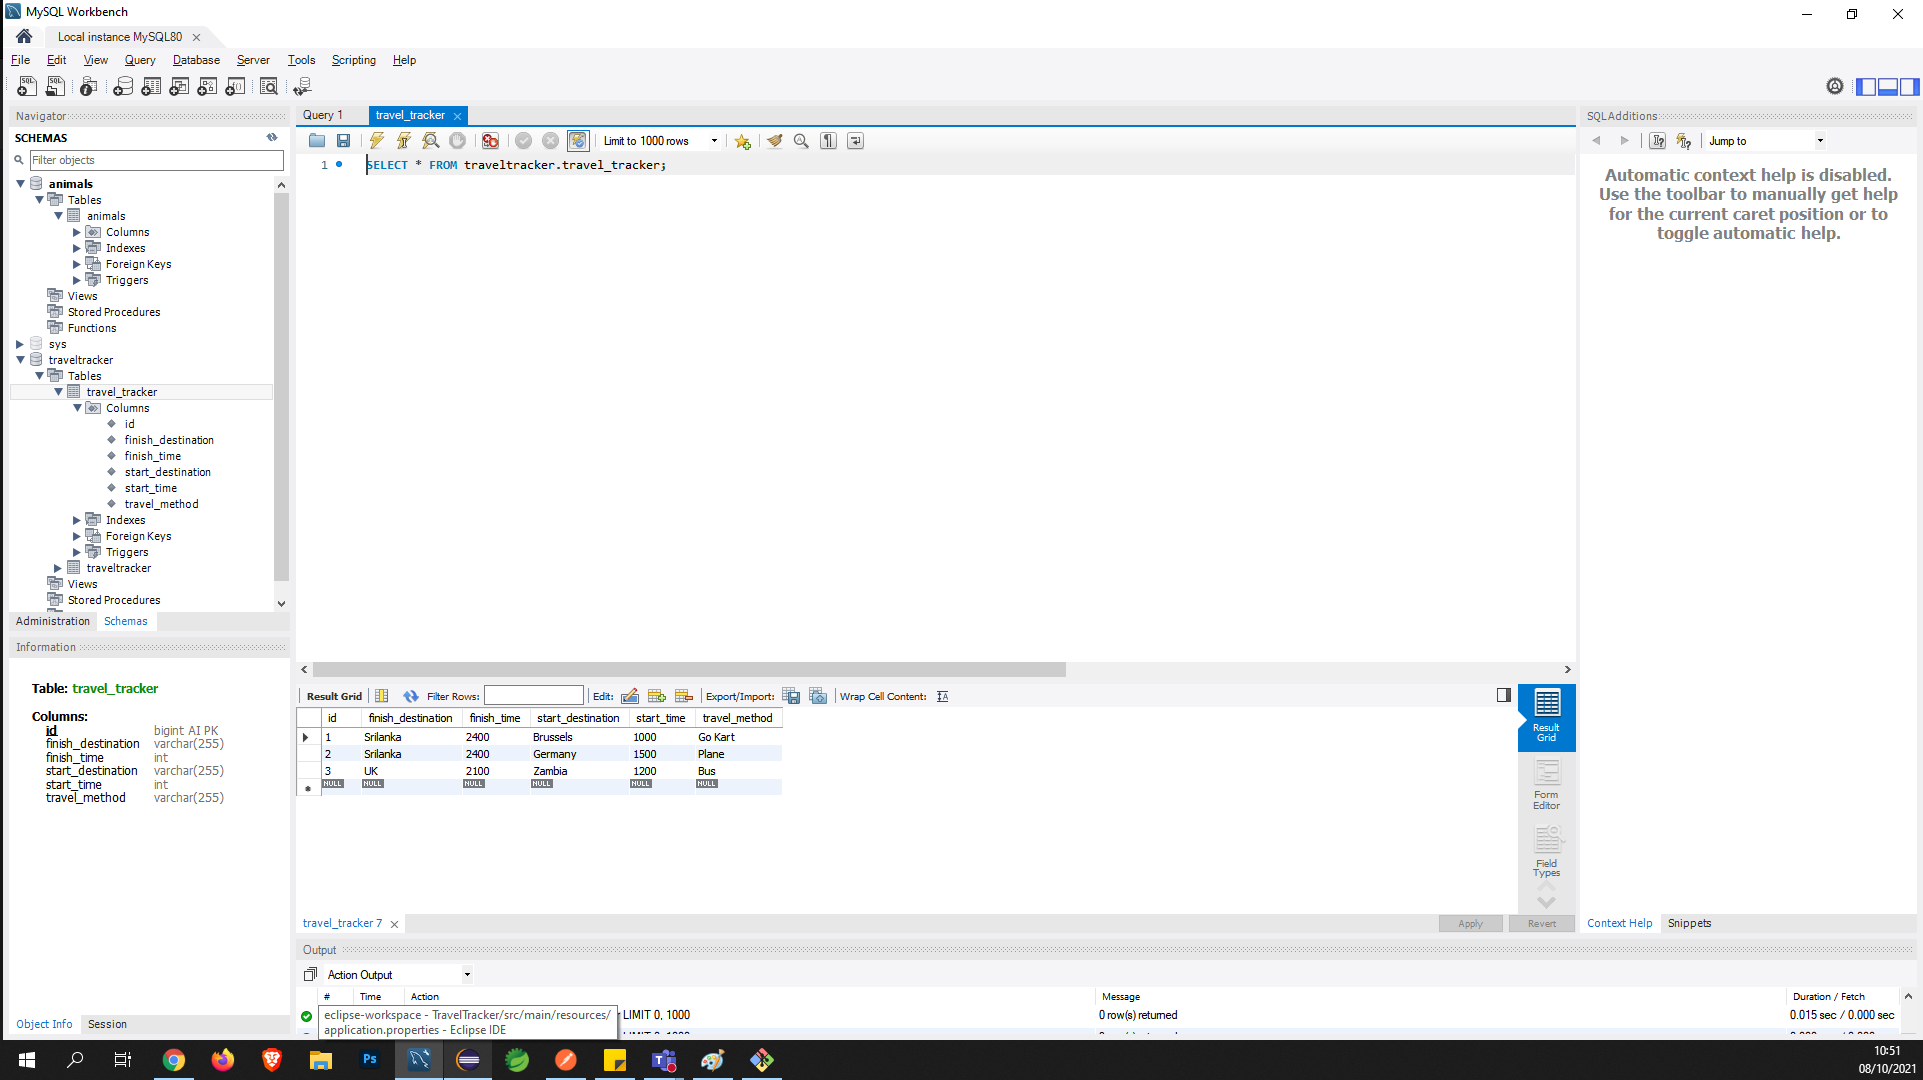 MySQL Workbench
Local instance MySQL80
File Edit View Query Database Server Tools Scripting Help
Navigator
SCHEMAS
Filter objects
animals
Tables
animals
Columns
Indexes
Foreign Keys
Triggers
Views
Stored Procedures
Functions
sys
traveltracker
Tables
travel_tracker
Columns
id
finish_destination
finish_time
start_destination
start_time
travel_method
Indexes
Foreign Keys
Triggers
traveltracker
Views
Stored Procedures
Administration Schemas
Information
Table: travel_tracker
Columns:
id bigint AI PK
finish_destination varchar(255)
finish_time int
start_destination varchar(255)
start_time int
travel_method varchar(255)
Object Info Session
Query 1 travel_tracker
Limit to 1000 rows
1 SELECT * FROM traveltracker.travel_tracker;
Result Grid Filter Rows: Edit: Export/Import: Wrap Cell Content:
id finish_destination finish_time start_destination start_time travel_method
1 Srilanka 2400 Brussels 1000 Go Kart
2 Srilanka 2400 Germany 1500 Plane
3 UK 2100 Zambia 1200 Bus
NULL NULL NULL NULL NULL NULL
Result
Grid
Form
Editor
Field
Types
travel_tracker 7
Apply Revert
Output
Action Output
# Time Action Message Duration / Fetch
LIMIT 0, 1000 0 row(s) returned 0.015 sec / 0.000 sec
eclipse-workspace - TravelTracker/src/main/resources/
application.properties - Eclipse IDE
SQLAdditions
Jump to
Automatic context help is disabled.
Use the toolbar to manually get help
for the current caret position or to
toggle automatic help.
Context Help Snippets
Ps
10:51
08/10/2021